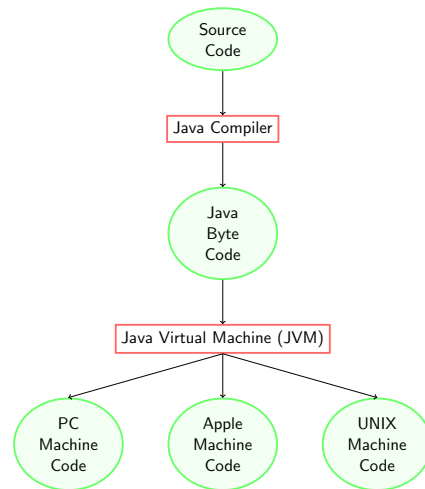 Source
Code
Java Compiler
Java
Byte
Code
Java Virtual Machine (JVM)
PC
Machine
Code
Apple
Machine
Code
UNIX
Machine
Code